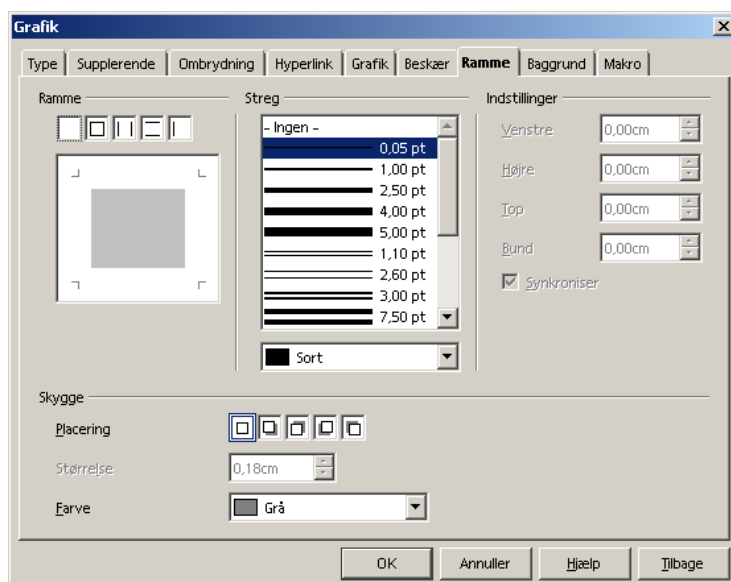 Grafik
Type Supplerende Ombrydning Hyperlink Grafik Beskær Ramme Baggrund Makro
Ramme
Streg
- Ingen -
0,05 pt
1,00 pt
2,50 pt
4,00 pt
5,00 pt
1,10 pt
2,60 pt
3,00 pt
7,50 pt
Sort
Indstillinger
Venstre 0,00cm
Højre 0,00cm
Top 0,00cm
Bund 0,00cm
Synkroniser
Skygge
Placering
Størrelse 0,18cm
Farve Grå
OK Annuller Hjælp Tilbage